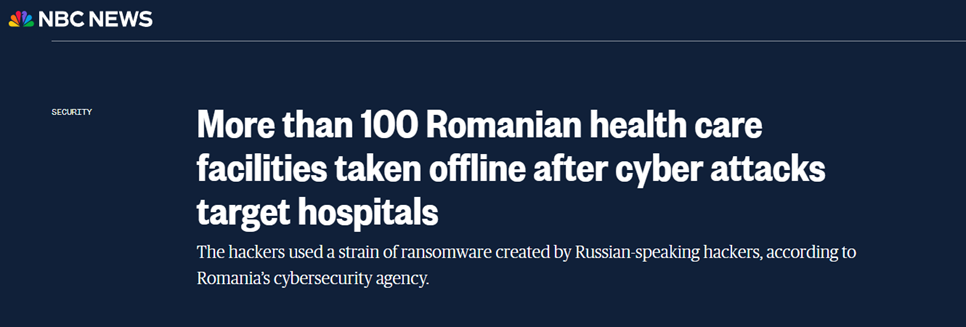 NBC NEWS
SECURITY
More than 100 Romanian health care
facilities taken offline after cyber attacks
target hospitals
The hackers used a strain of ransomware created by Russian-speaking hackers, according to
Romania’s cybersecurity agency.